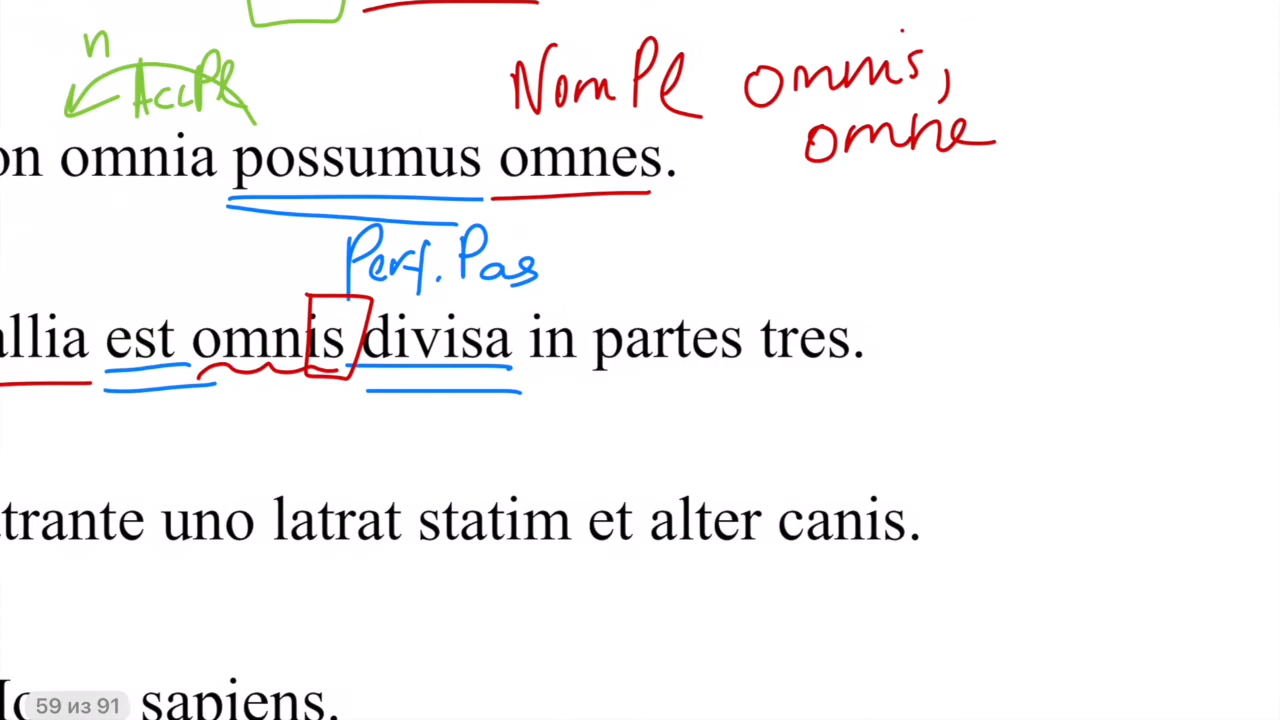 n
AccPl
NomPl omnis,
omne
on omnia possumus omnes.
Perf. Pas
allia est omnis divisa in partes tres.
trante uno latrat statim et alter canis.
sapiens.
59 из 91